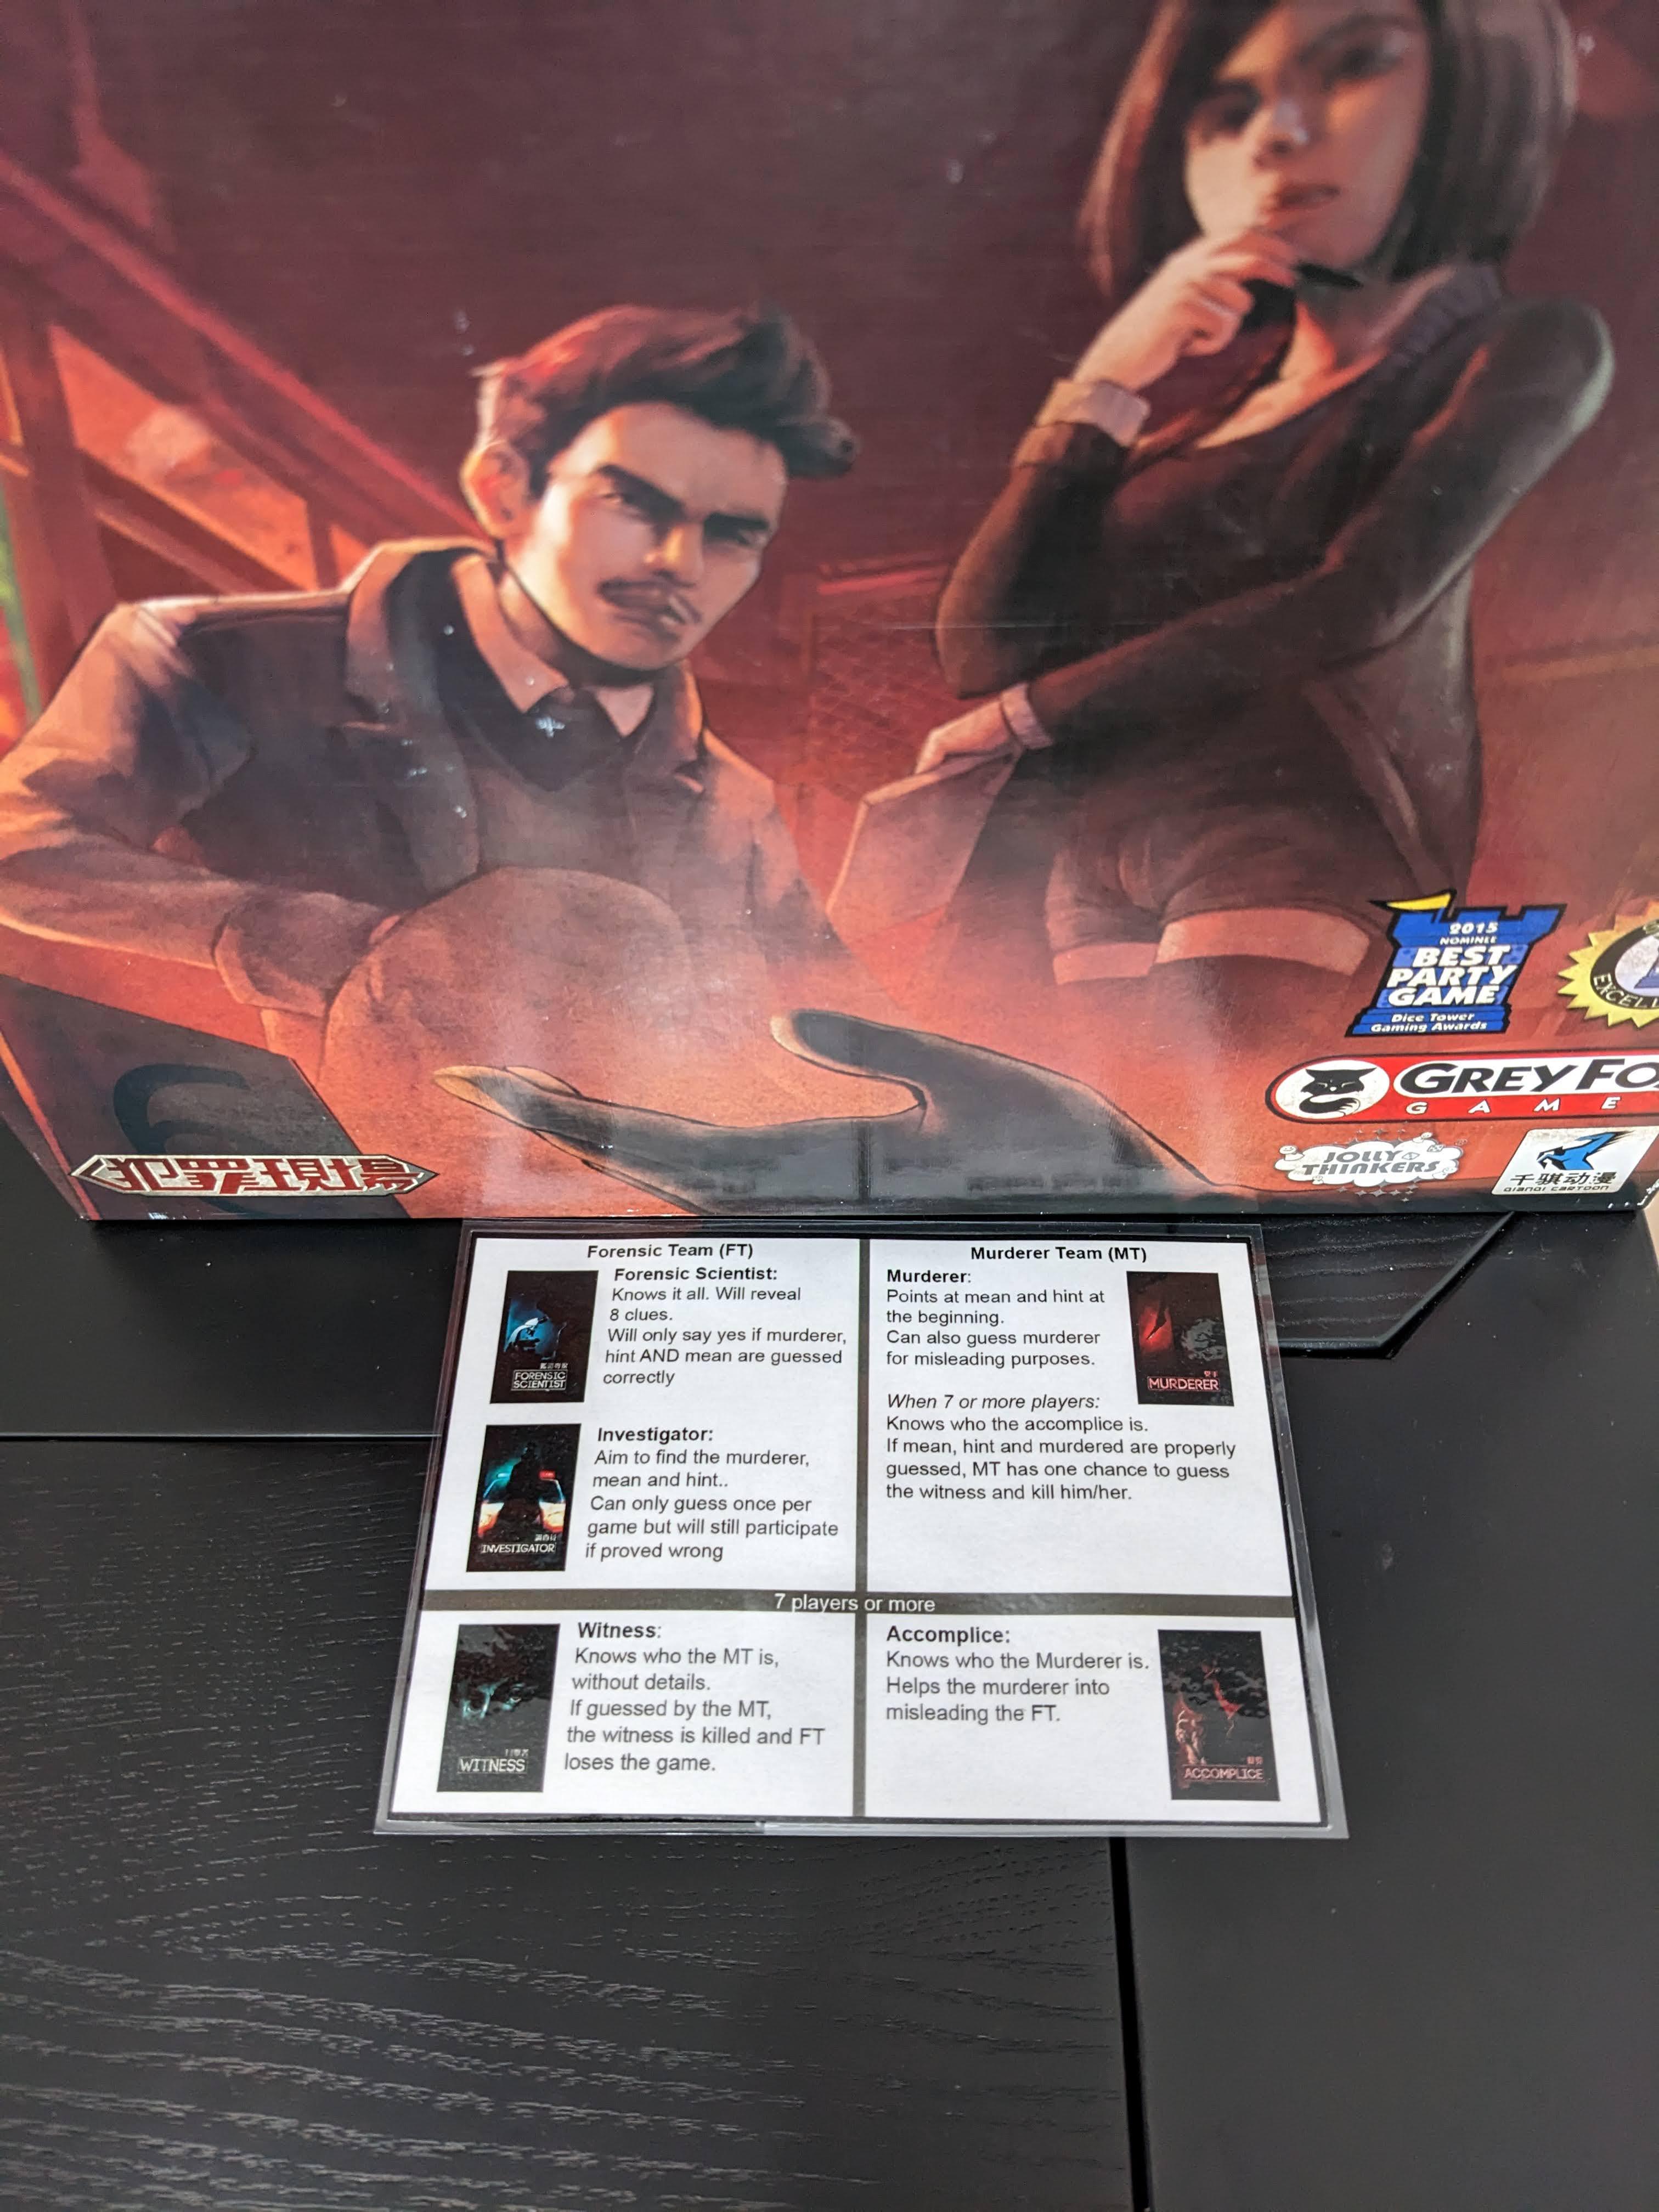 2015
NOMINEE
BEST
PARTY
GAME
Dice Tower
Gaming Awards
GREY FO
GAME
JOLLY
THINKERS
千骐动漫
QIANQI CARTOON
犯罪現場
Forensic Team (FT)
Forensic Scientist:
Knows it all. Will reveal
8 clues.
Will only say yes if murderer,
hint AND mean are guessed
correctly
FORENSIC
SCIENTIST
Investigator:
Aim to find the murderer,
mean and hint..
Can only guess once per
game but will still participate
if proved wrong
INVESTIGATOR
Murderer Team (MT)
Murderer:
Points at mean and hint at
the beginning.
Can also guess murderer
for misleading purposes.
MURDERER
When 7 or more players:
Knows who the accomplice is.
If mean, hint and murdered are properly
guessed, MT has one chance to guess
the witness and kill him/her.
7 players or more
Witness:
Knows who the MT is,
without details.
If guessed by the MT,
the witness is killed and FT
loses the game.
WITNESS
Accomplice:
Knows who the Murderer is.
Helps the murderer into
misleading the FT.
ACCOMPLICE